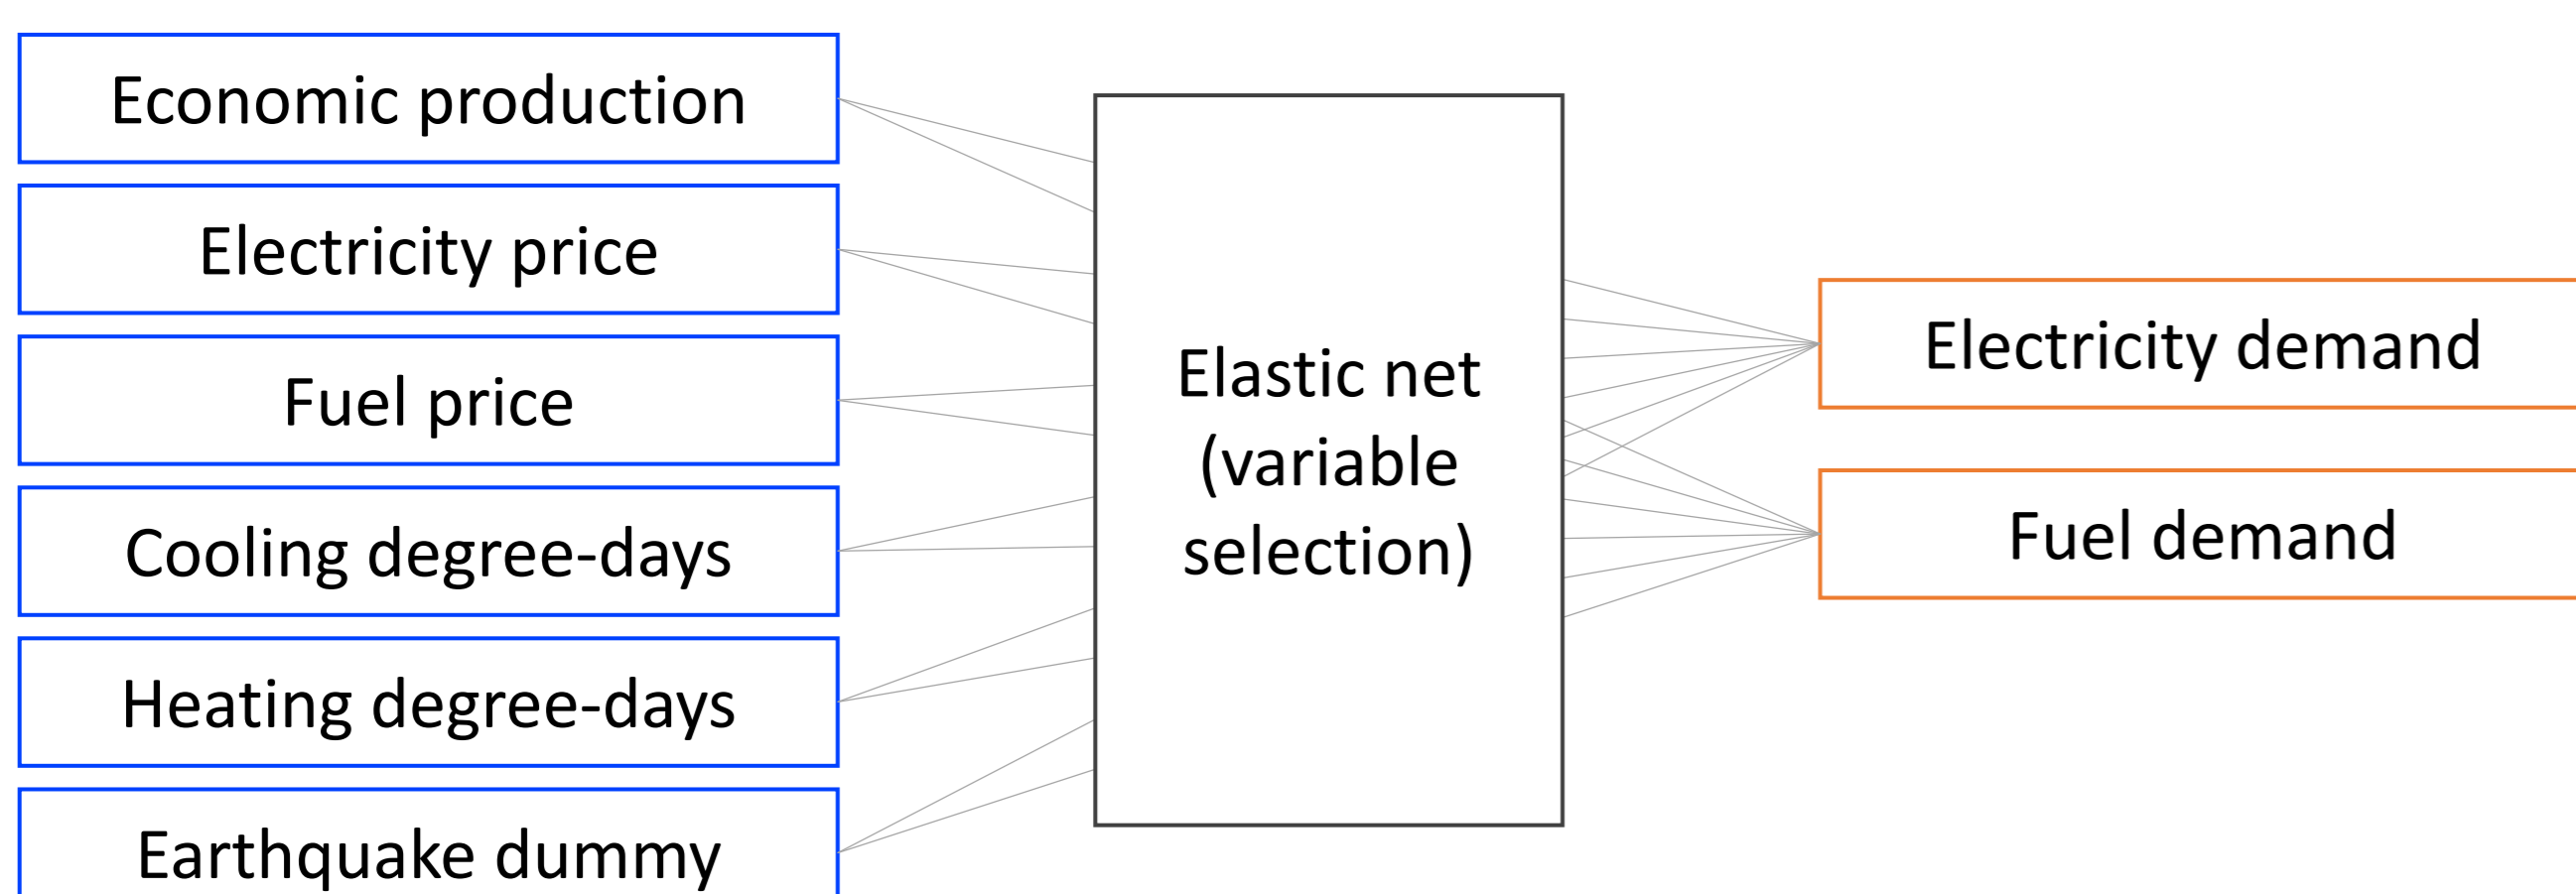 Economic production
Electricity price
Fuel price
Cooling degree-days
Heating degree-days
Earthquake dummy
Elastic net
(variable
selection)
Electricity demand
Fuel demand